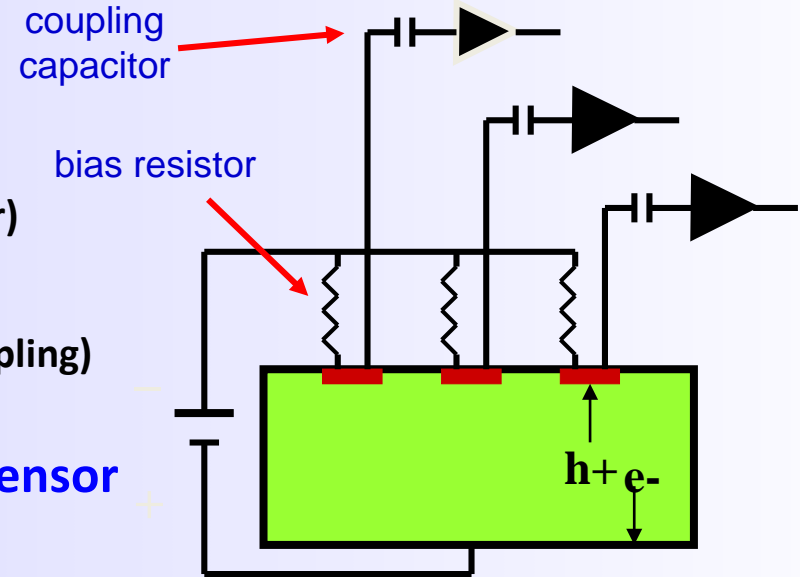 coupling
capacitor
bias resistor
r)
pling)
ensor
−
+
h+ e-